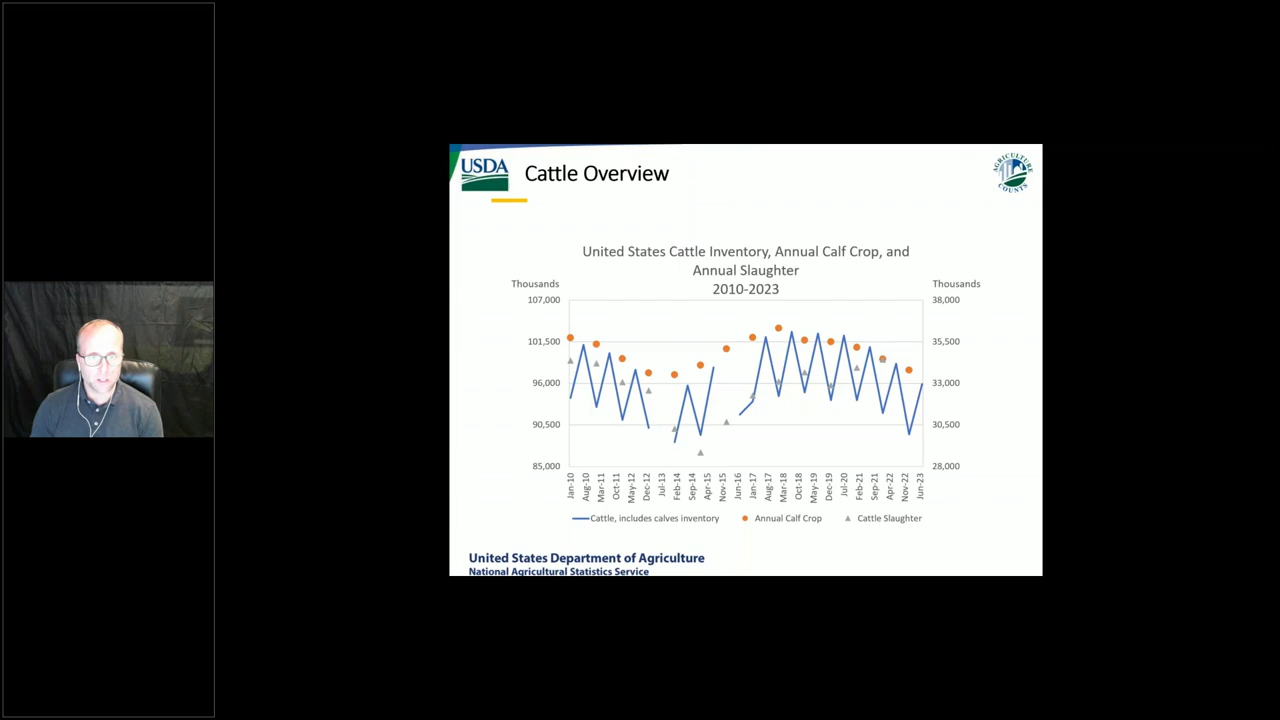 USDA
Cattle Overview
AGRICULTURE
COUNTS
United States Cattle Inventory, Annual Calf Crop, and
Annual Slaughter
2010-2023
Thousands
Thousands
107,000
101,500
96,000
90,500
85,000
38,000
35,500
33,000
30,500
28,000
Jan-10
Aug-10
Mar-11
Oct-11
May-12
Dec-12
Jul-13
Feb-14
Sep-14
Apr-15
Nov-15
Jun-16
Jan-17
Aug-17
Mar-18
Oct-18
May-19
Dec-19
Jul-20
Feb-21
Sep-21
Apr-22
Nov-22
Jun-23
Cattle, includes calves inventory
Annual Calf Crop
Cattle Slaughter
United States Department of Agriculture
National Agricultural Statistics Service